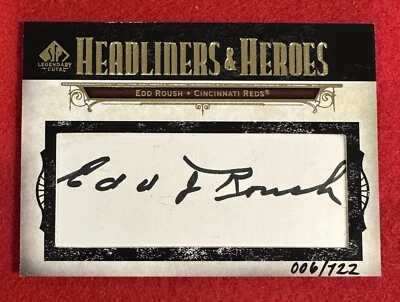 SP
LEGENDARY
CUTS
HEADLINERS & HEROES
EDD ROUSH • CINCINNATI REDS®
Edd J Roush
006/122